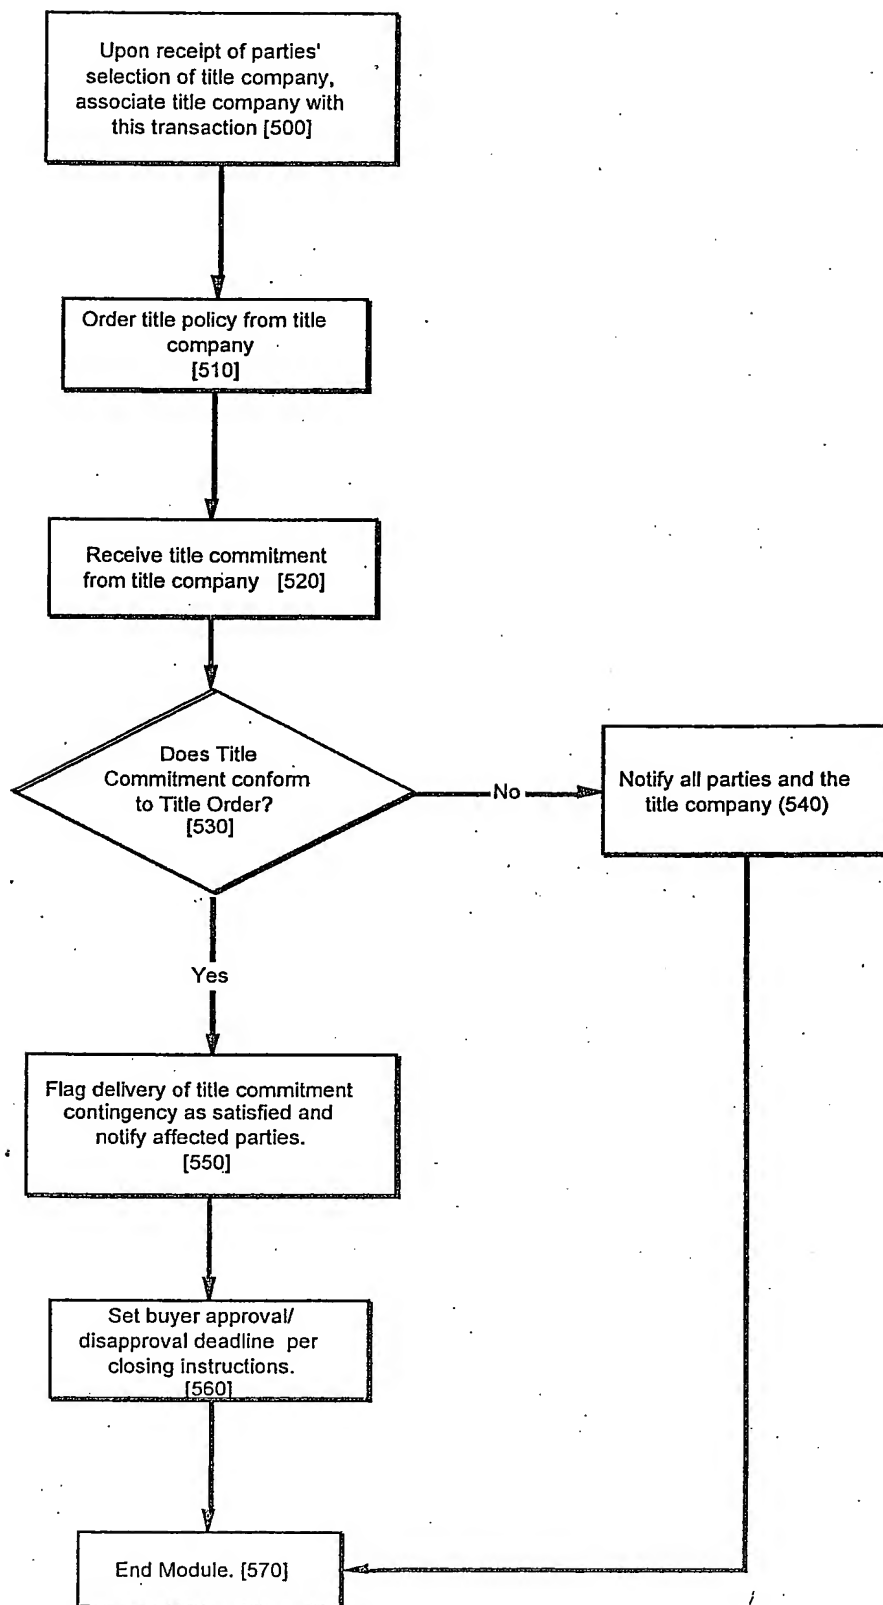 Upon receipt of parties'
selection of title company,
associate title company with
this transaction [500]
Order title policy from title
company
[510]
Receive title commitment
from title company [520]
Does Title
Commitment conform
to Title Order?
[530]
No
Notify all parties and the
title company (540)
Yes
Flag delivery of title commitment
contingency as satisfied and
notify affected parties.
[550]
Set buyer approval/
disapproval deadline per
closing instructions.
[560]
End Module. [570]